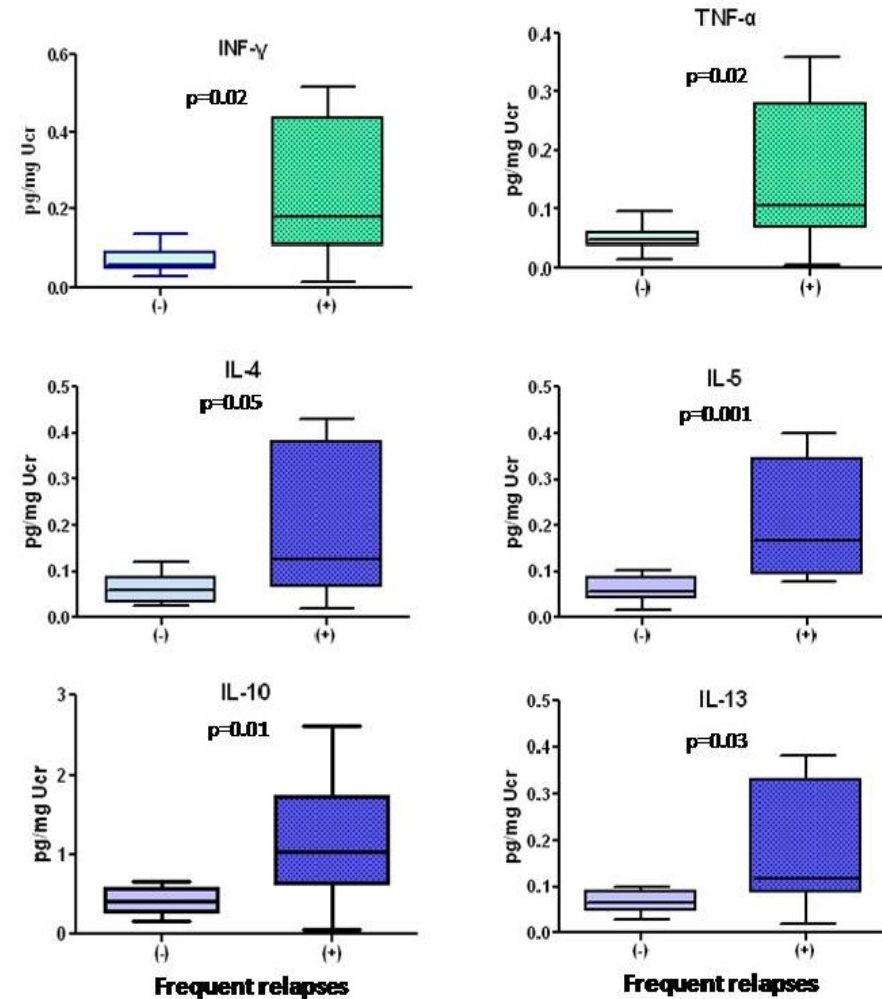 INF-γ
p=0.02
pg/mg Ucr
0.6
0.4
0.2
0.0
(-)
(+)
TNF-α
p=0.02
pg/mg Ucr
0.4
0.3
0.2
0.1
0.0
(-)
(+)
IL-4
p=0.05
pg/mg Ucr
0.5
0.4
0.3
0.2
0.1
0.0
(-)
(+)
IL-5
p=0.001
pg/mg Ucr
0.5
0.4
0.3
0.2
0.1
0.0
(-)
(+)
IL-10
p=0.01
pg/mg Ucr
3
2
1
0
(-)
(+)
Frequent relapses
IL-13
p=0.03
pg/mg Ucr
0.5
0.4
0.3
0.2
0.1
0.0
(-)
(+)
Frequent relapses